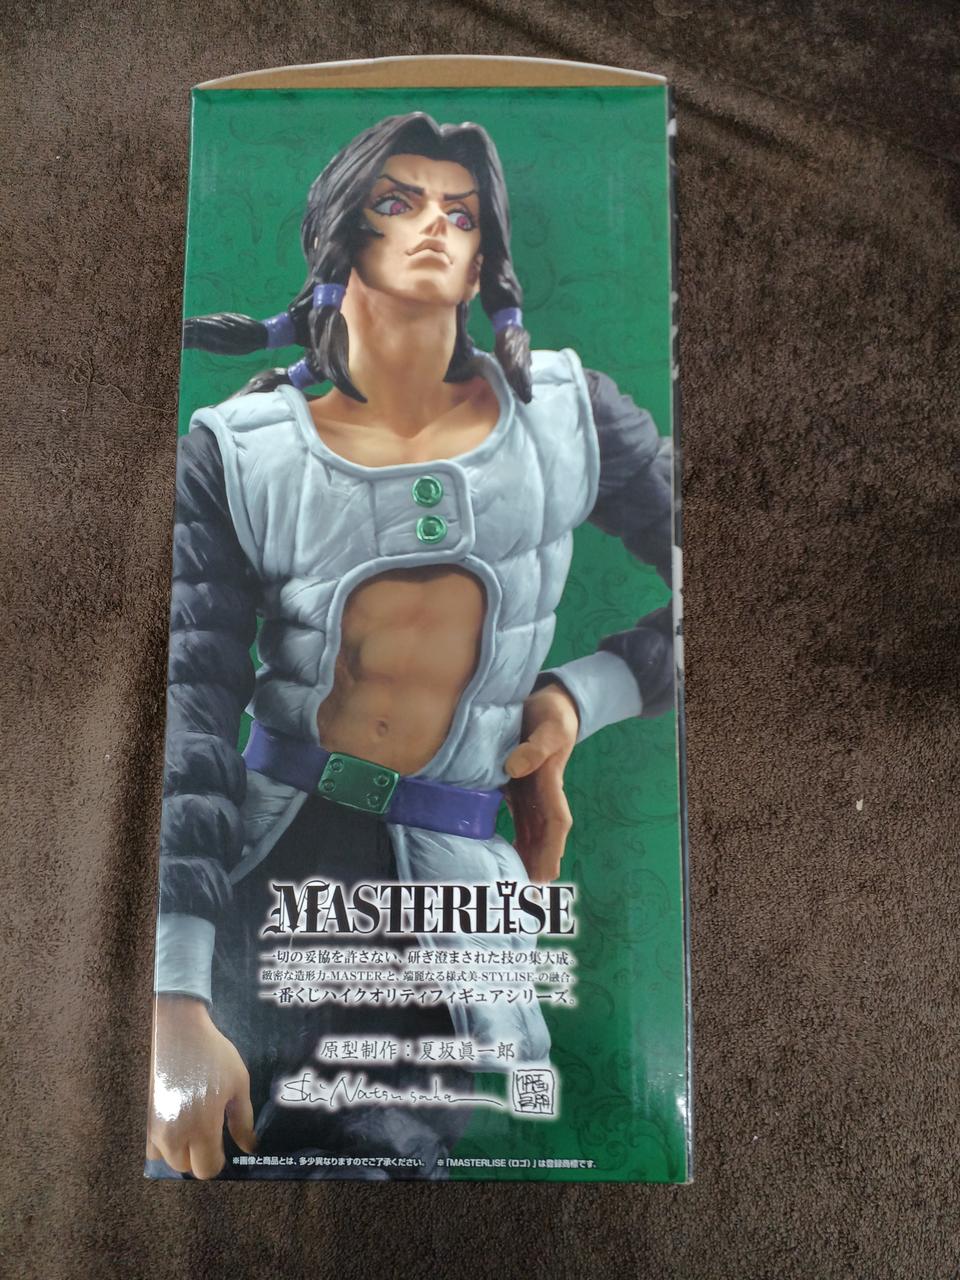 MASTERLISE
一切の妥協を許さない、研ぎ澄まされた技の集大成。
緻密な造形力-MASTER-と、端麗なる様式美-STYLISE-の融合。
一番くじハイクオリティフィギュアシリーズ。
原型制作：夏坂眞一郎
Shin Natsusaka
※画像と商品とは、多少異なりますのでご了承ください。 ※「MASTERLISE（ロゴ）」は登録商標です。